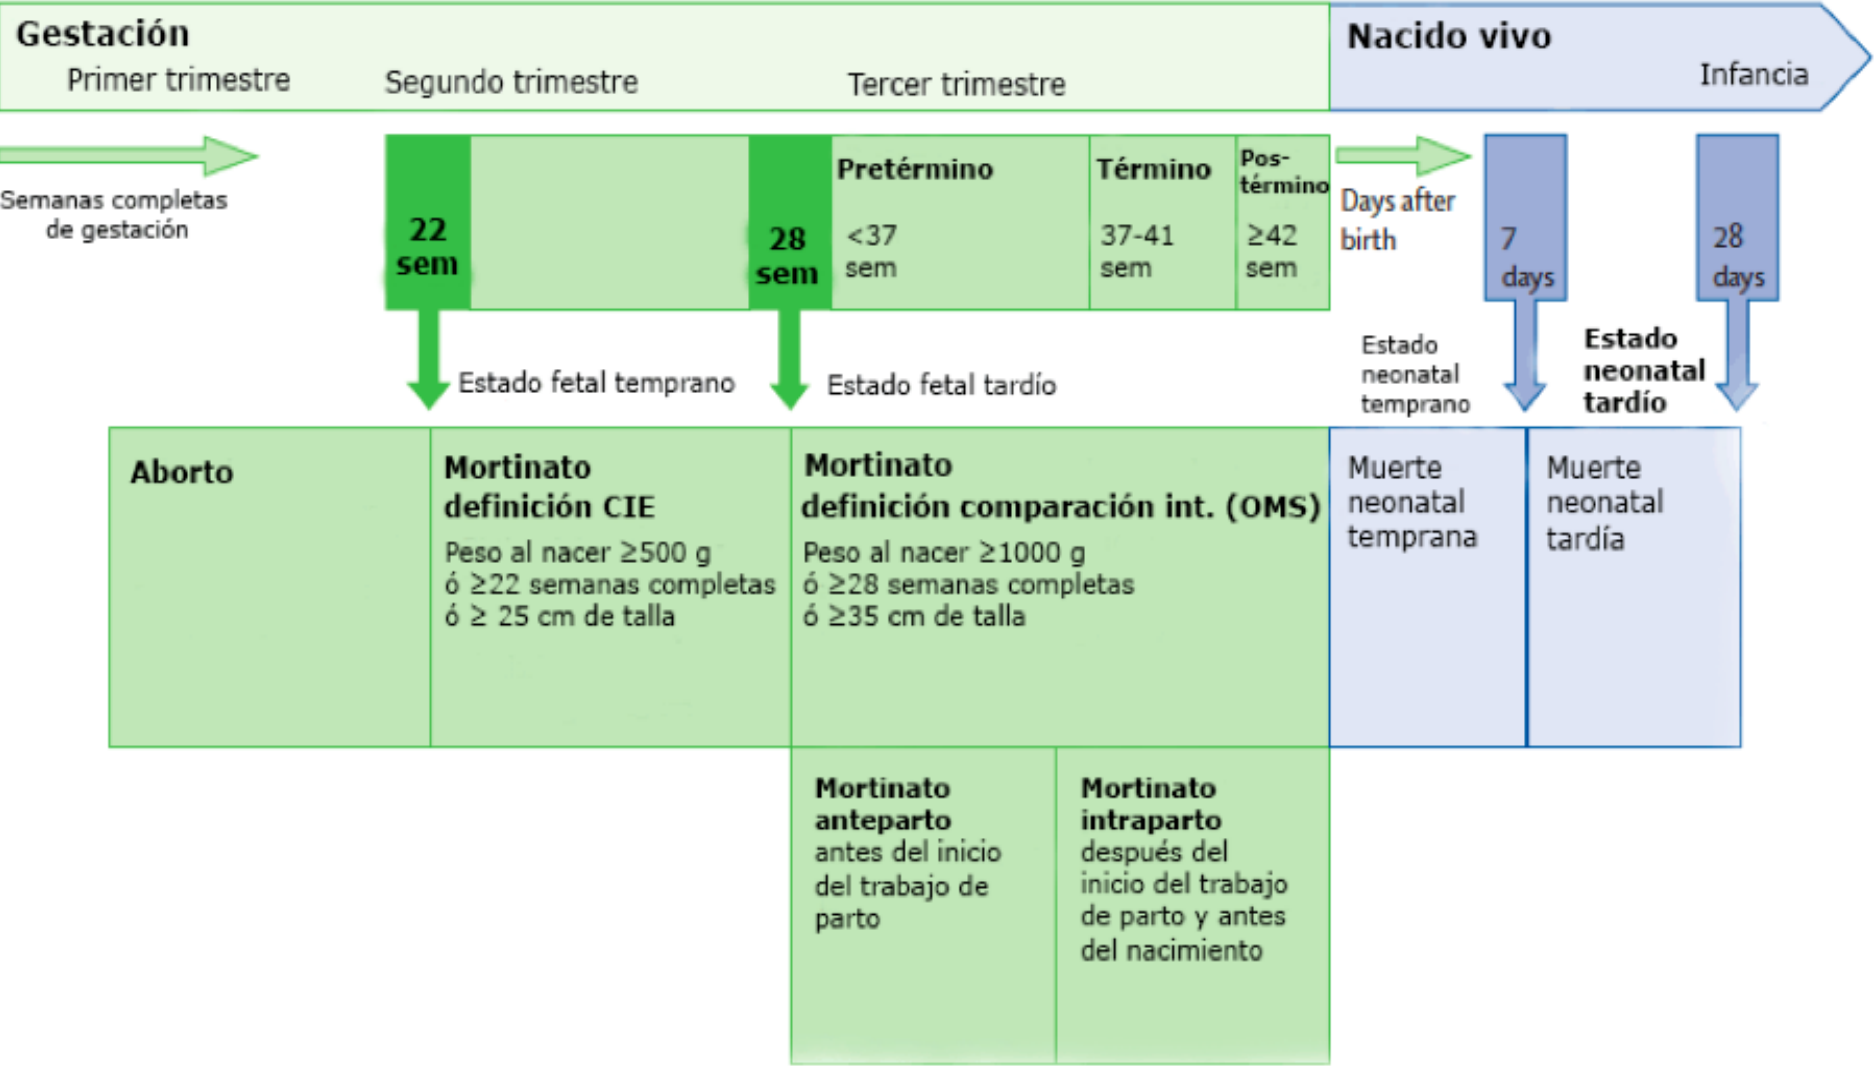 Gestación
Primer trimestre
Segundo trimestre
Tercer trimestre
Nacido vivo
Infancia
Semanas completas
de gestación
22
sem
28
sem
Pretérmino
<37
sem
Término
37-41
sem
Pos-
término
≥42
sem
Days after
birth
7
days
28
days
Estado fetal temprano
Estado fetal tardío
Estado
neonatal
temprano
Estado
neonatal
tardío
Aborto
Mortinato
definición CIE
Peso al nacer ≥500 g
ó ≥22 semanas completas
ó ≥ 25 cm de talla
Mortinato
definición comparación int. (OMS)
Peso al nacer ≥1000 g
ó ≥28 semanas completas
ó ≥35 cm de talla
Muerte
neonatal
temprana
Muerte
neonatal
tardía
Mortinato
anteparto
antes del inicio
del trabajo de
parto
Mortinato
intraparto
después del
inicio del trabajo
de parto y antes
del nacimiento